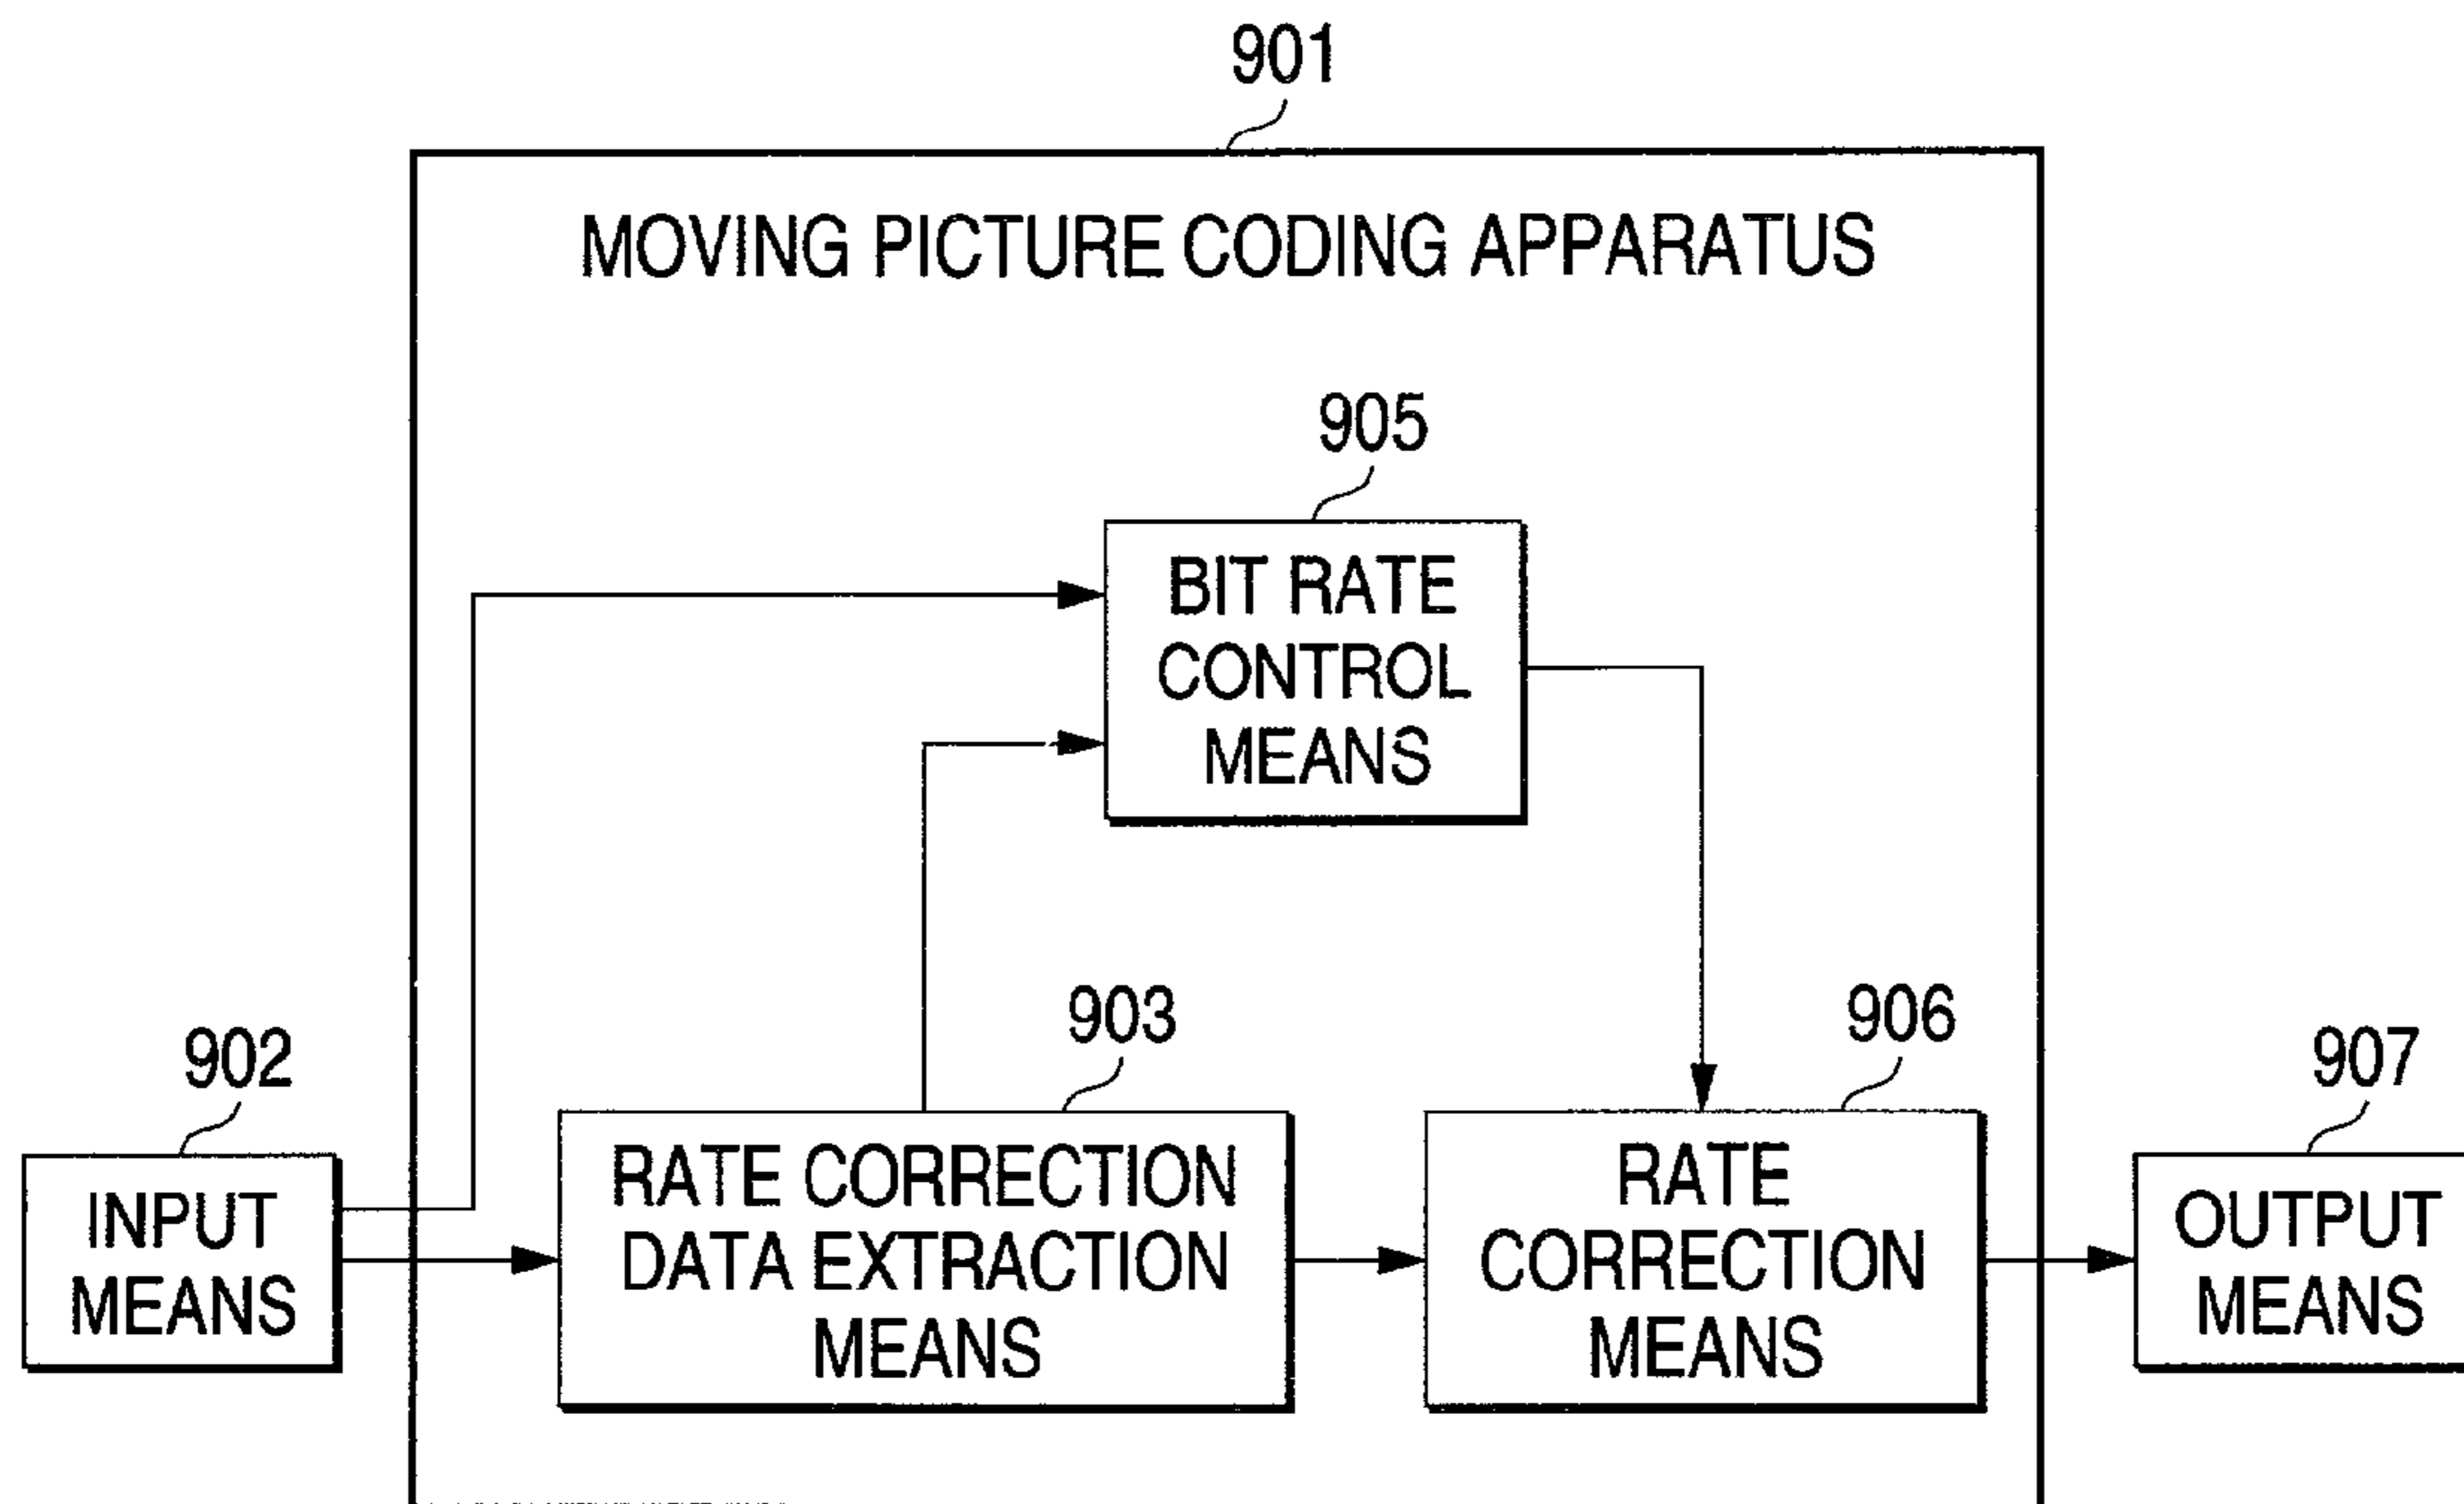 901
MOVING PICTURE CODING APPARATUS
905
BIT RATE
CONTROL
MEANS
902
INPUT
MEANS
903
RATE CORRECTION
DATA EXTRACTION
MEANS
906
RATE
CORRECTION
MEANS
907
OUTPUT
MEANS